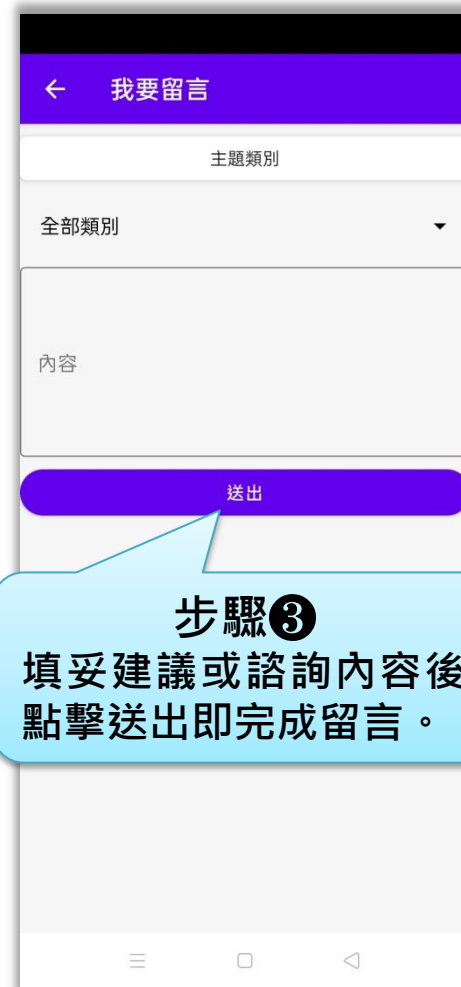 我要留言
主題類別
全部類別
內容
送出
步驟❸
填妥建議或諮詢內容後
點擊送出即完成留言。